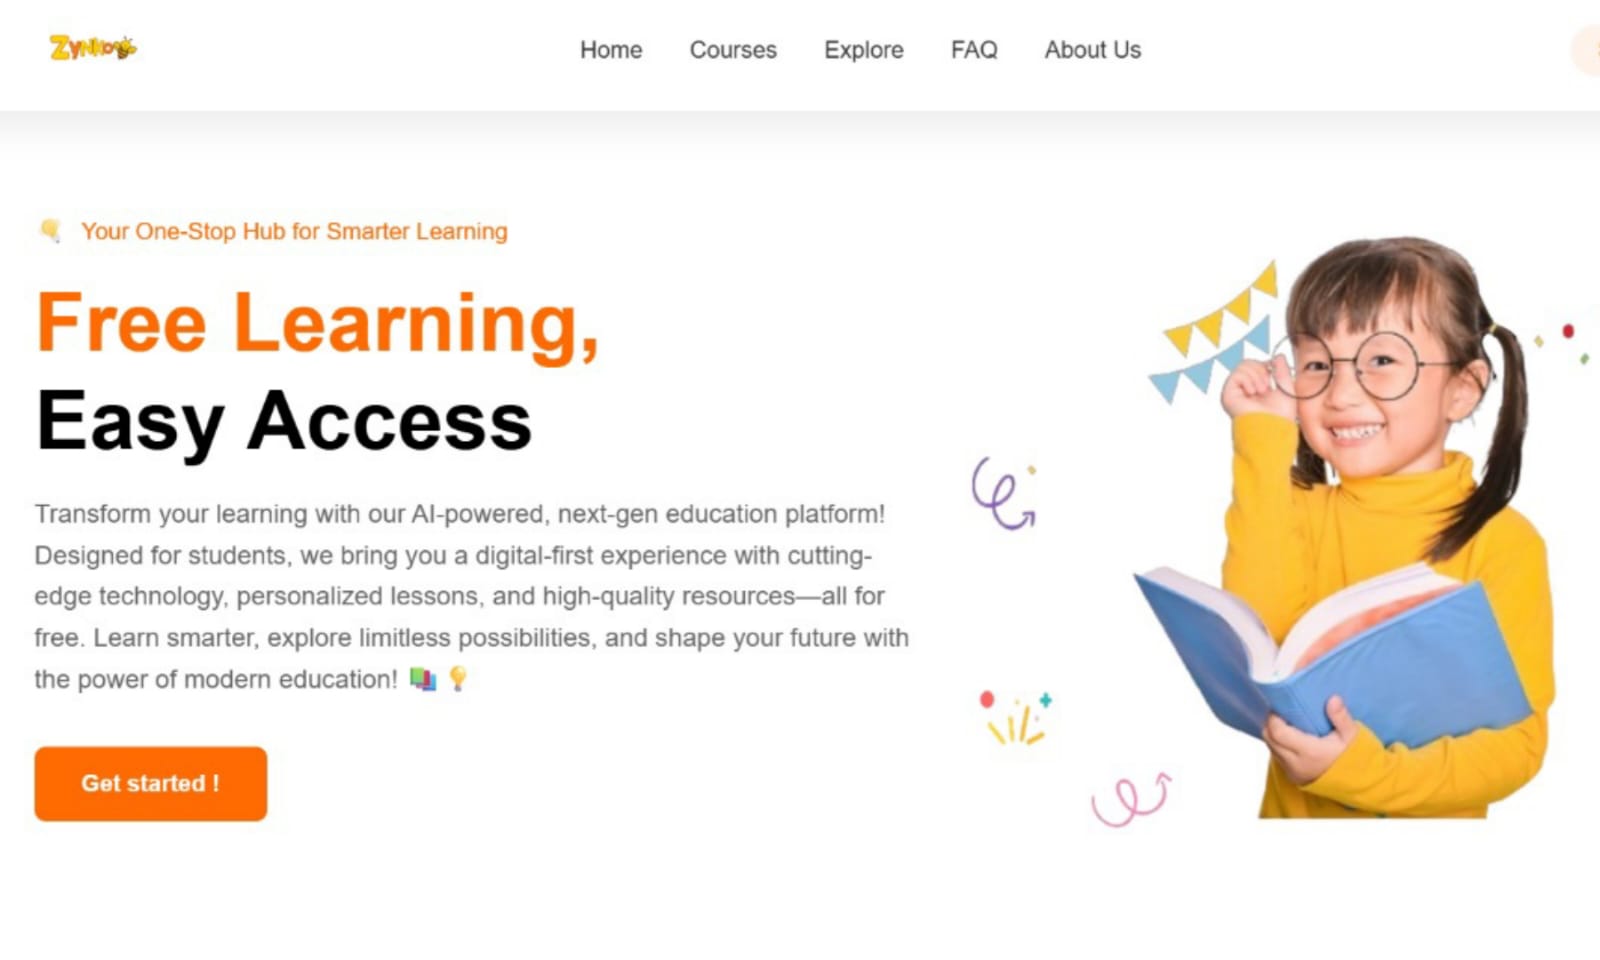 Home Courses Explore FAQ About Us
Your One-Stop Hub for Smarter Learning
Free Learning,
Easy Access
Transform your learning with our AI-powered, next-gen education platform!
Designed for students, we bring you a digital-first experience with cutting-
edge technology, personalized lessons, and high-quality resources—all for
free. Learn smarter, explore limitless possibilities, and shape your future with
the power of modern education! 📚 💡
Get started !